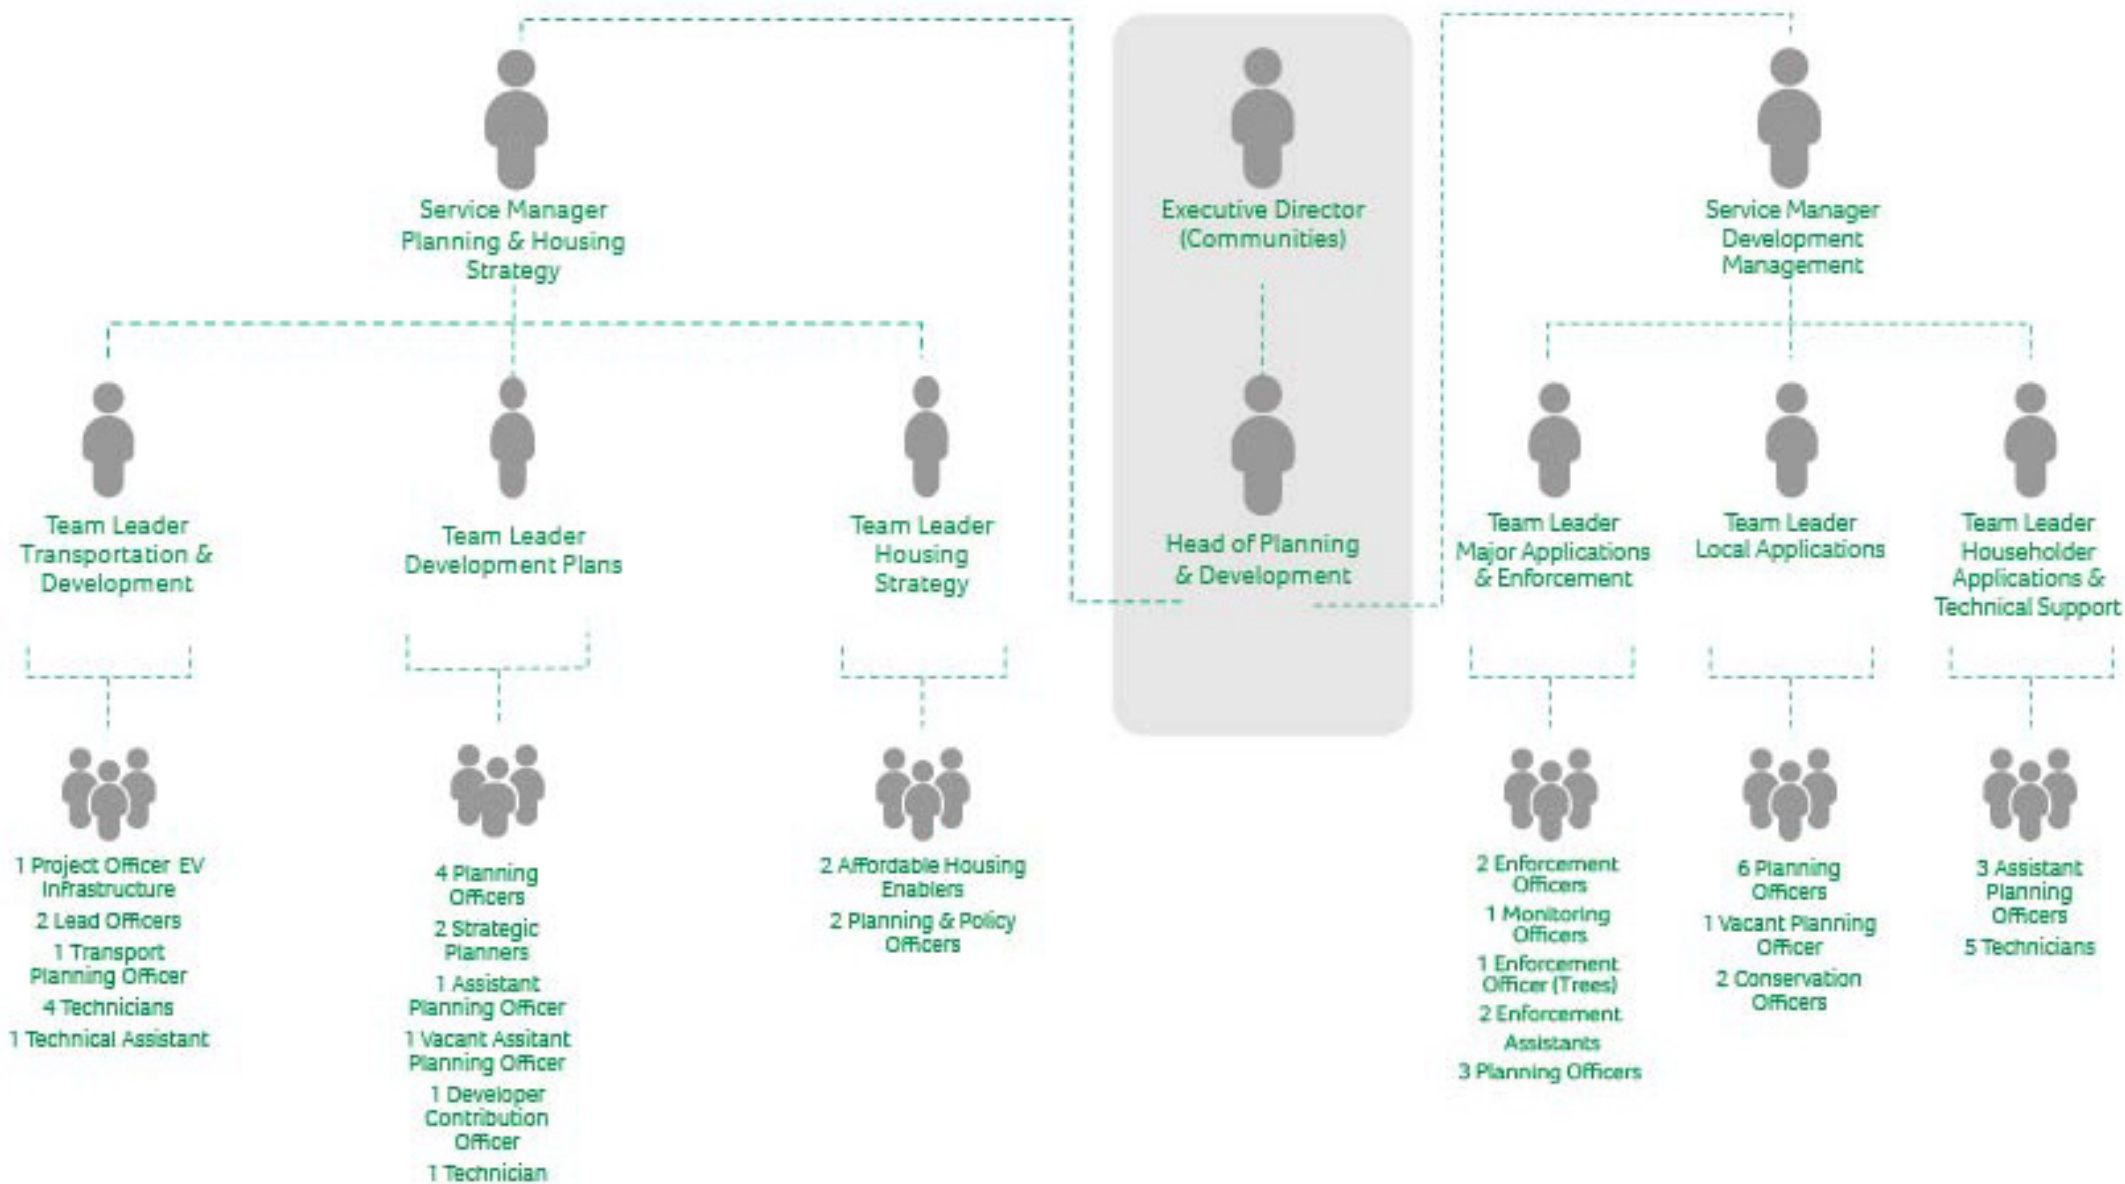 Service Manager
Planning & Housing
Strategy
Executive Director
(Communities)
Service Manager
Development
Management
Team Leader
Transportation &
Development
Team Leader
Development Plans
Team Leader
Housing
Strategy
Head of Planning
& Development
Team Leader
Major Applications
& Enforcement
Team Leader
Local Applications
Team Leader
Householder
Applications &
Technical Support
1 Project Officer EV
Infrastructure
2 Lead Officers
1 Transport
Planning Officer
4 Technicians
1 Technical Assistant
4 Planning
Officers
2 Strategic
Planners
1 Assistant
Planning Officer
1 Vacant Assitant
Planning Officer
1 Developer
Contribution
Officer
1 Technician
2 Affordable Housing
Enablers
2 Planning & Policy
Officers
2 Enforcement
Officers
1 Monitoring
Officers
1 Enforcement
Officer (Trees)
2 Enforcement
Assistants
3 Planning Officers
6 Planning
Officers
1 Vacant Planning
Officer
2 Conservation
Officers
3 Assistant
Planning
Officers
5 Technicians